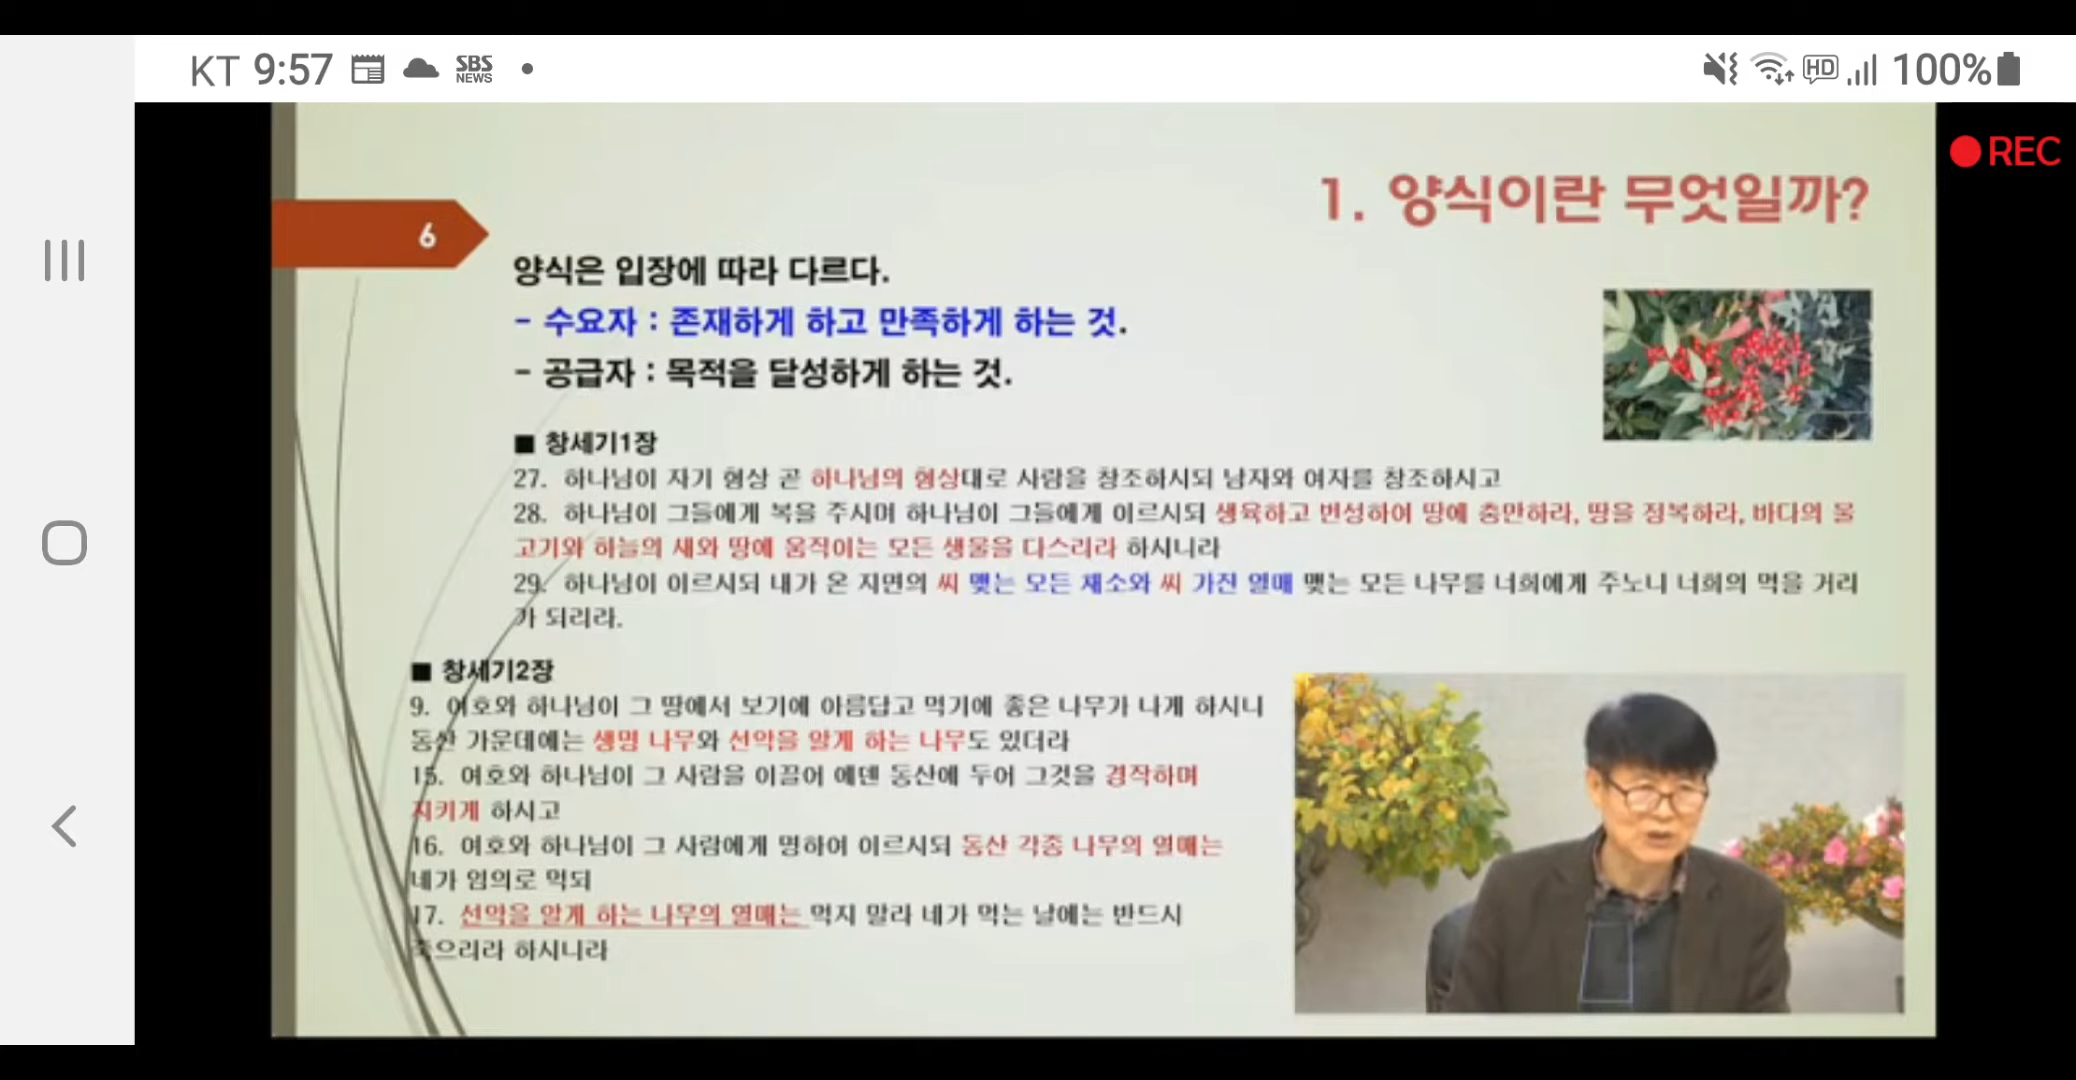 KT 9:57 SBS NEWS HD 100%
REC
1. 양식이란 무엇일까?
6
양식은 입장에 따라 다르다.
- 수요자 : 존재하게 하고 만족하게 하는 것.
- 공급자 : 목적을 달성하게 하는 것.
■ 창세기1장
27. 하나님이 자기 형상 곧 하나님의 형상대로 사람을 창조하시되 남자와 여자를 창조하시고
28. 하나님이 그들에게 복을 주시며 하나님이 그들에게 이르시되 생육하고 번성하여 땅에 충만하라, 땅을 정복하라, 바다의 물
고기와 하늘의 새와 땅에 움직이는 모든 생물을 다스리라 하시니라
29. 하나님이 이르시되 내가 온 지면의 씨 맺는 모든 채소와 씨 가진 열매 맺는 모든 나무를 너희에게 주노니 너희의 먹을 거리
가 되리라.
■ 창세기2장
9. 여호와 하나님이 그 땅에서 보기에 아름답고 먹기에 좋은 나무가 나게 하시니
동산 가운데에는 생명 나무와 선악을 알게 하는 나무도 있더라
15. 여호와 하나님이 그 사람을 이끌어 에덴 동산에 두어 그것을 경작하며
지키게 하시고
16. 여호와 하나님이 그 사람에게 명하여 이르시되 동산 각종 나무의 열매는
네가 임의로 먹되
17. 선악을 알게 하는 나무의 열매는 먹지 말라 네가 먹는 날에는 반드시
죽으리라 하시니라